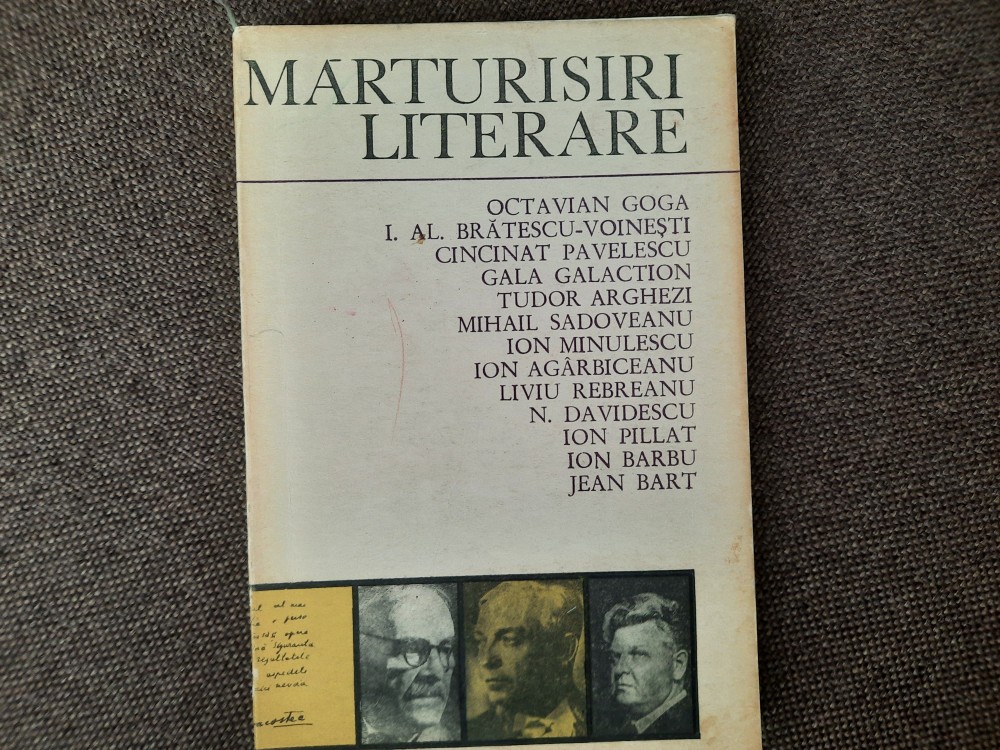 MĂRTURISIRI
LITERARE
OCTAVIAN GOGA
I. AL. BRĂTESCU-VOINEȘTI
CINCINAT PAVELESCU
GALA GALACTION
TUDOR ARGHEZI
MIHAIL SADOVEANU
ION MINULESCU
ION AGÂRBICEANU
LIVIU REBREANU
N. DAVIDESCU
ION PILLAT
ION BARBU
JEAN BART